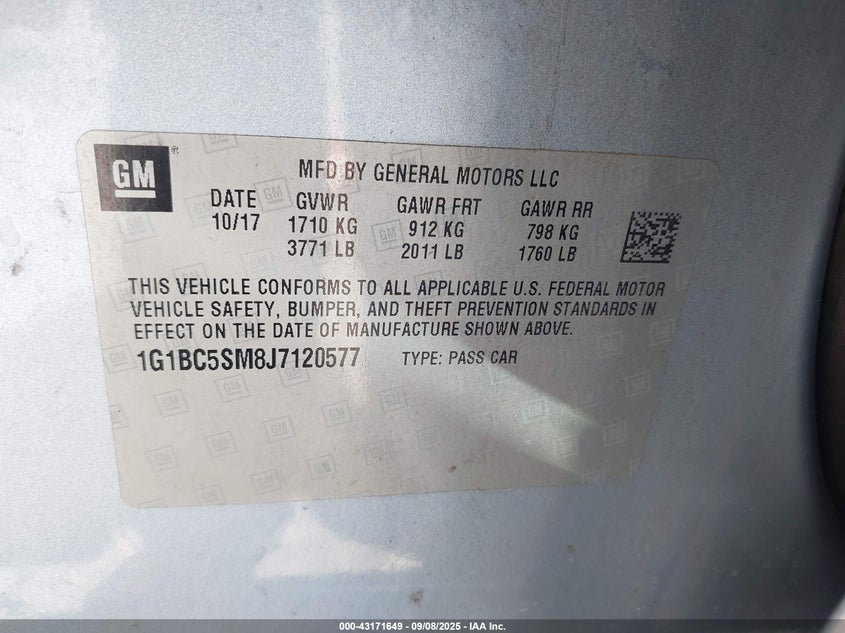 GM ®
MFD BY GENERAL MOTORS LLC
DATE GVWR GAWR FRT GAWR RR
10/17 1710 KG 912 KG 798 KG
3771 LB 2011 LB 1760 LB
THIS VEHICLE CONFORMS TO ALL APPLICABLE U.S. FEDERAL MOTOR
VEHICLE SAFETY, BUMPER, AND THEFT PREVENTION STANDARDS IN
EFFECT ON THE DATE OF MANUFACTURE SHOWN ABOVE.
1G1BC5SM8J7120577 TYPE: PASS CAR
000-43171649 - 09/08/2025 - IAA Inc.